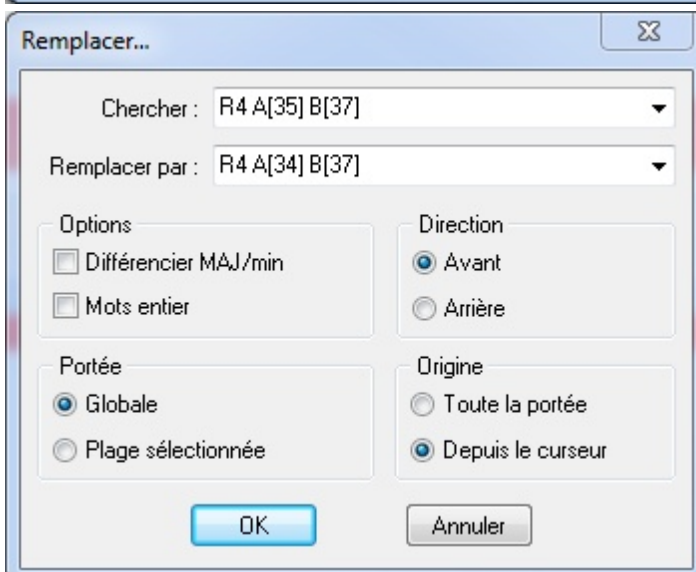 Remplacer...
Chercher : R4 A[35] B[37]
Remplacer par : R4 A[34] B[37]
Options
Différencier MAJ/min
Mots entier
Direction
Avant
Arrière
Portée
Globale
Plage sélectionnée
Origine
Toute la portée
Depuis le curseur
OK Annuler